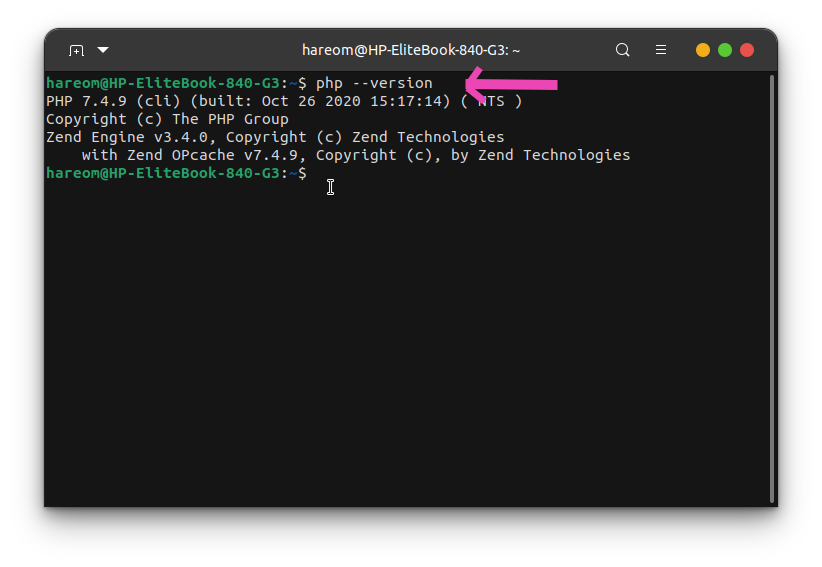 hareom@HP-EliteBook-840-G3: ~
hareom@HP-EliteBook-840-G3:~$ php --version
PHP 7.4.9 (cli) (built: Oct 26 2020 15:17:14) ( NTS )
Copyright (c) The PHP Group
Zend Engine v3.4.0, Copyright (c) Zend Technologies
    with Zend OPcache v7.4.9, Copyright (c), by Zend Technologies
hareom@HP-EliteBook-840-G3:~$